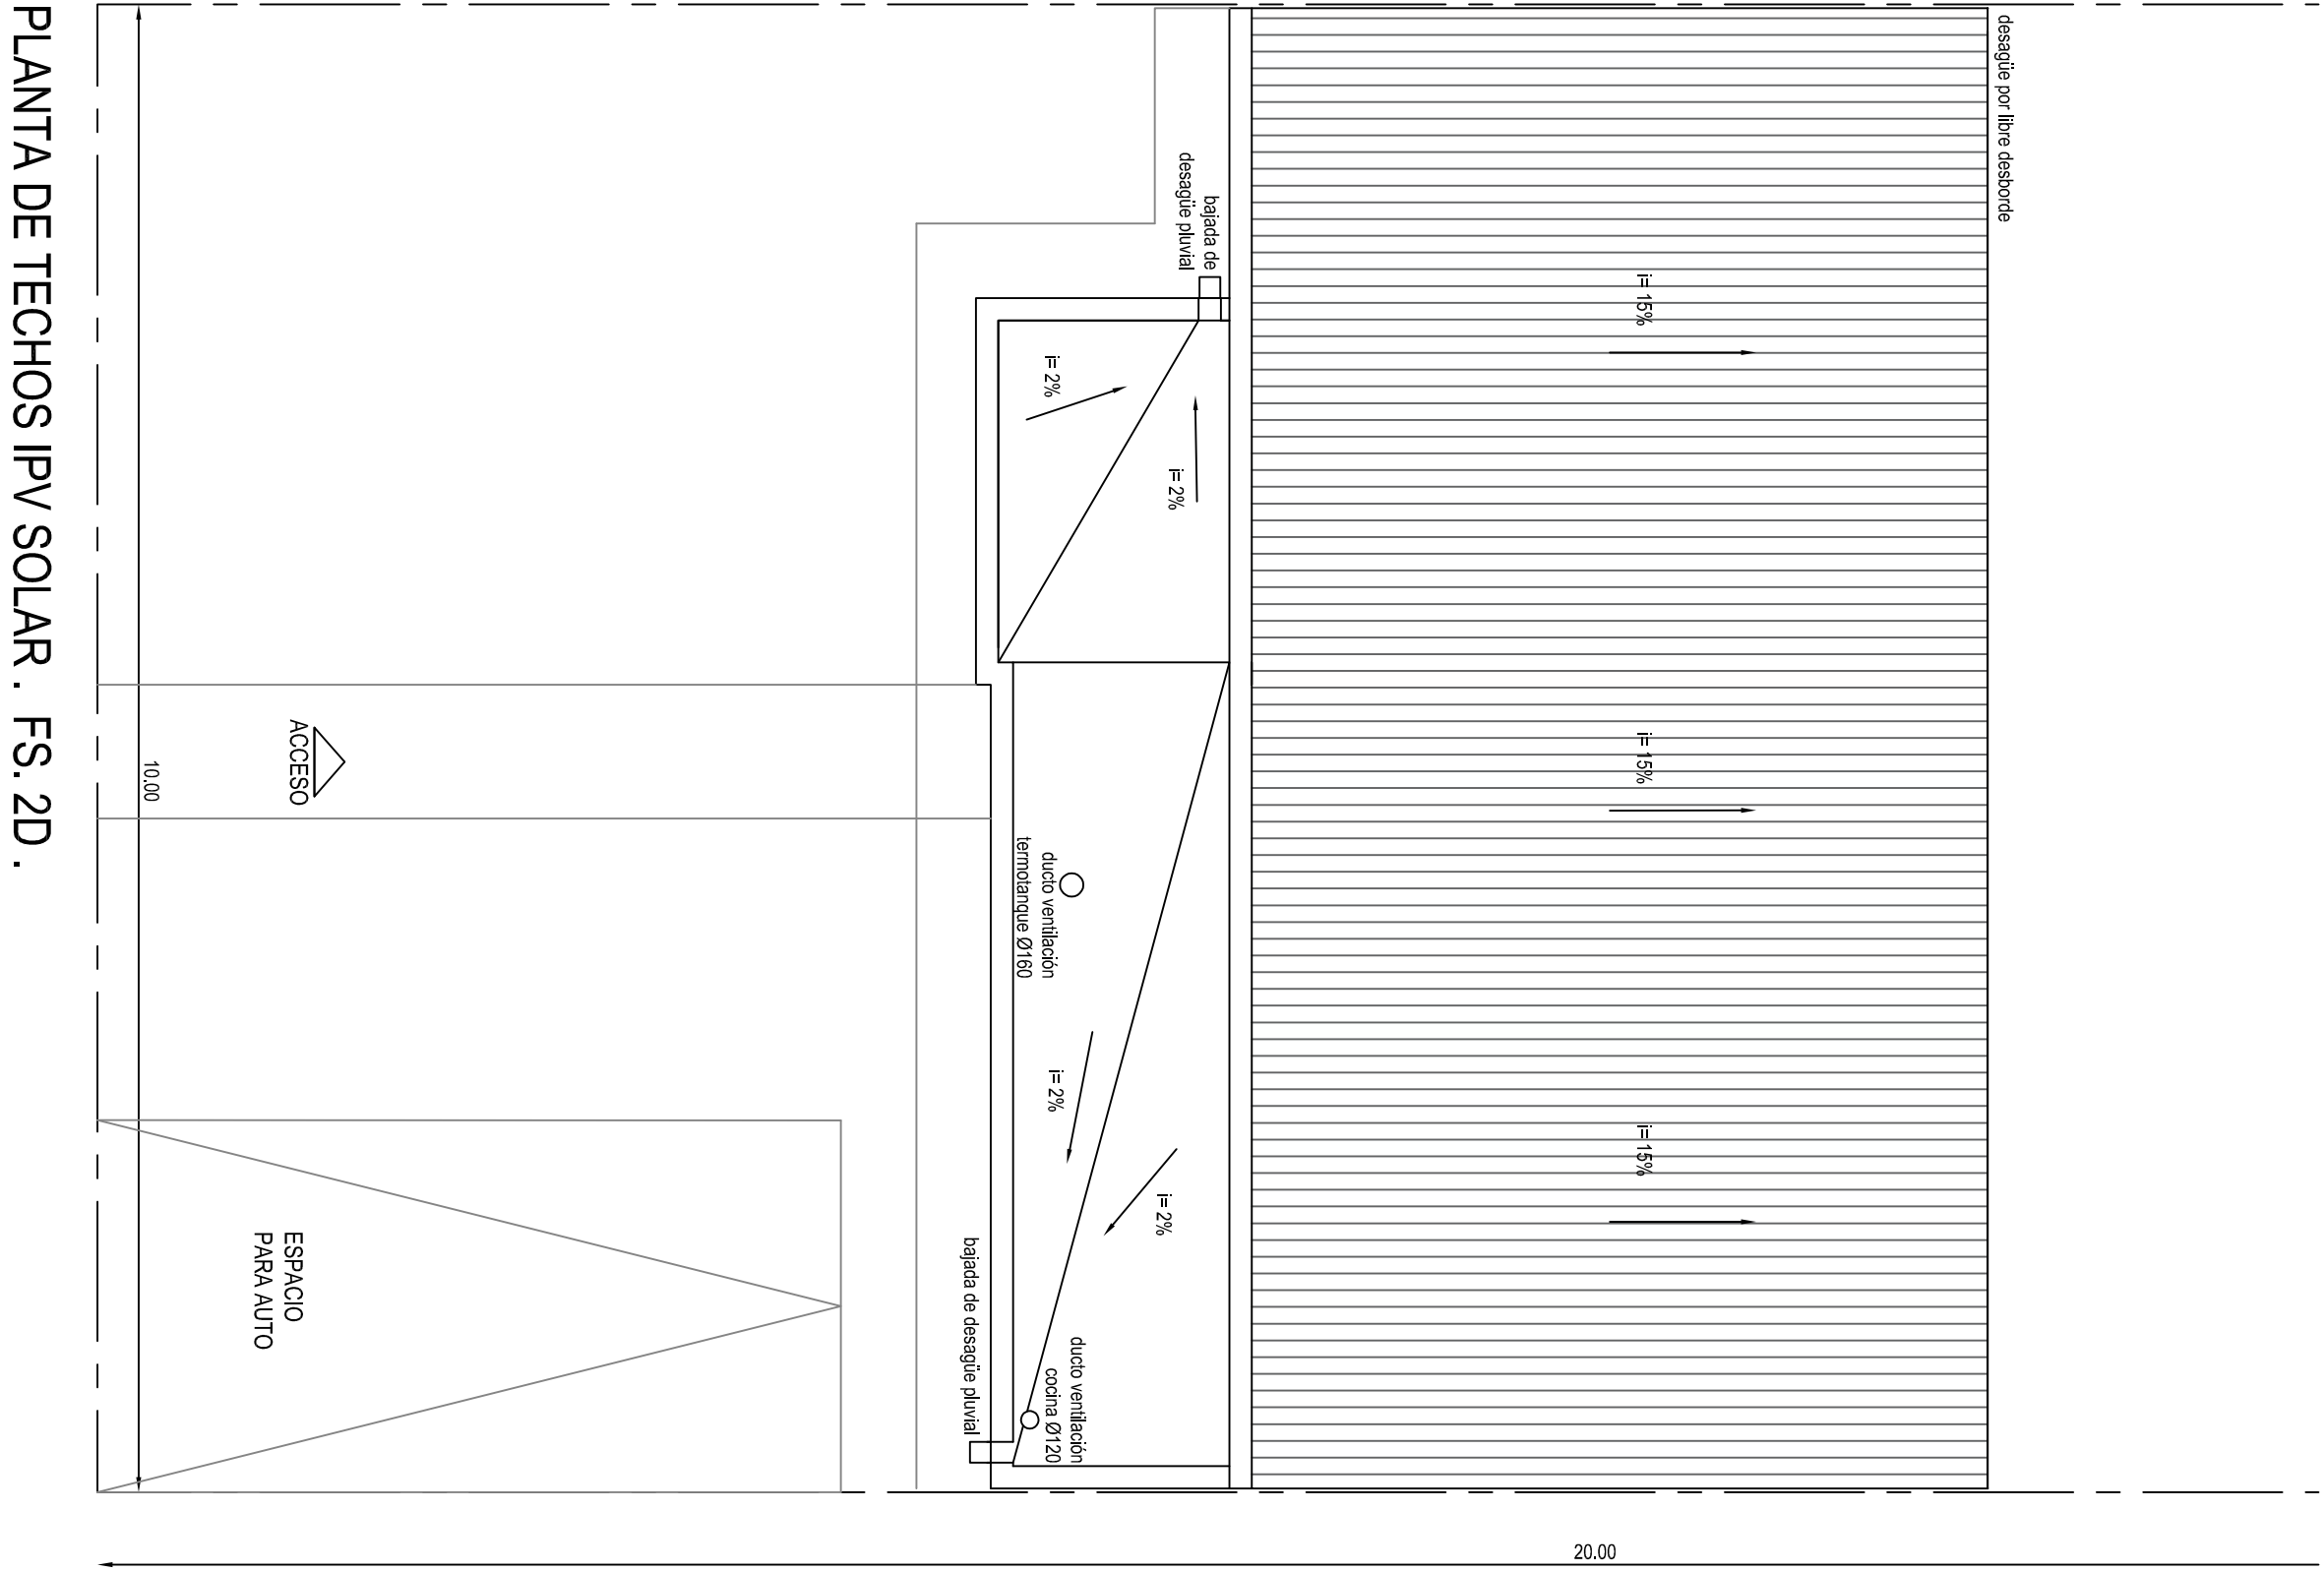 desagüe por libre desborde
i= 15%
i= 15%
i= 15%
bajada de
desagüe pluvial
i= 2%
i= 2%
ducto ventilación
termotanque Ø160
i= 2%
i= 2%
ducto ventilación
cocina Ø120
bajada de desagüe pluvial
ACCESO
ESPACIO
PARA AUTO
10.00
20.00
PLANTA DE TECHOS IPV SOLAR . FS. 2D .